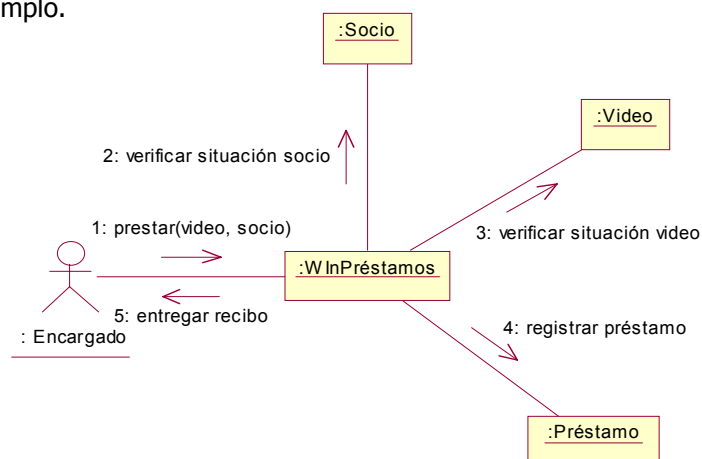 mplo.
:Socio
:Video
2: verificar situación socio
1: prestar(video, socio)
3: verificar situación video
:WInPréstamos
5: entregar recibo
4: registrar préstamo
: Encargado
:Préstamo